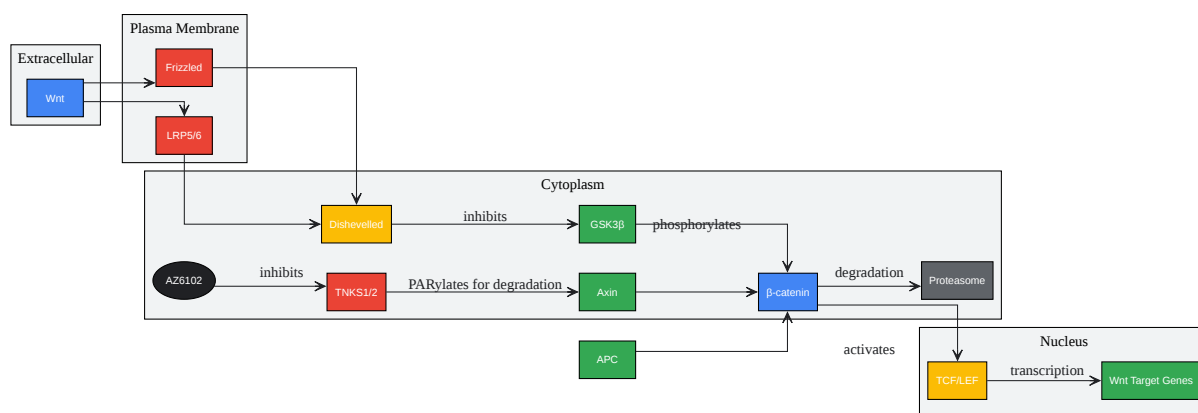 Plasma Membrane
Extracellular
Frizzled
Wnt
LRP5/6
Cytoplasm
Dishevelled
inhibits
GSK3β
phosphorylates
AZ6102
inhibits
TNKS1/2
PARylates for degradation
Axin
β-catenin
degradation
Proteasome
APC
activates
Nucleus
TCF/LEF
transcription
Wnt Target Genes